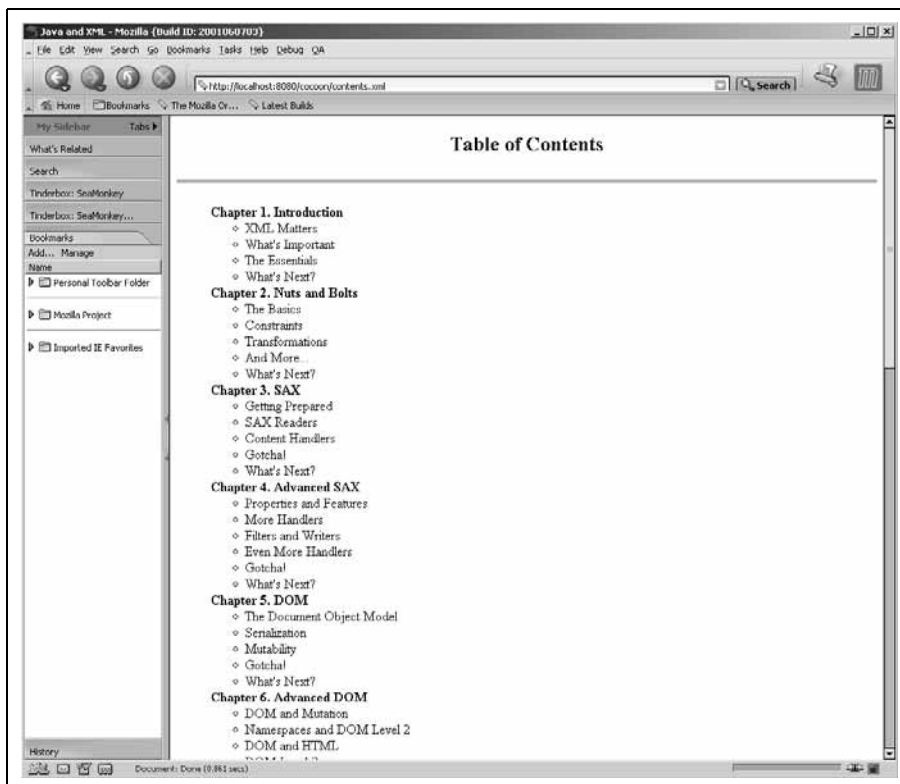 Java and XML - Mozilla {Build ID: 2001060703}
File Edit View Search Go Bookmarks Tasks Help Debug QA
http://localhost:8080/cocoon/contents.xml
Search
Home Bookmarks The Mozilla Or... Latest Builds
My Sidebar Tabs
What's Related
Search
Tinderbox: SeaMonkey
Tinderbox: SeaMonkey...
Bookmarks
Add... Manage
Name
Personal Toolbar Folder
Mozilla Project
Imported IE Favorites
History
Table of Contents
Chapter 1. Introduction
XML Matters
What's Important
The Essentials
What's Next?
Chapter 2. Nuts and Bolts
The Basics
Constraints
Transformations
And More...
What's Next?
Chapter 3. SAX
Getting Prepared
SAX Readers
Content Handlers
Gotcha!
What's Next?
Chapter 4. Advanced SAX
Properties and Features
More Handlers
Filters and Writers
Even More Handlers
Gotcha!
What's Next?
Chapter 5. DOM
The Document Object Model
Serialization
Mutability
Gotcha!
What's Next?
Chapter 6. Advanced DOM
DOM and Mutation
Namespaces and DOM Level 2
DOM and HTML
Document: Done (0.861 secs)